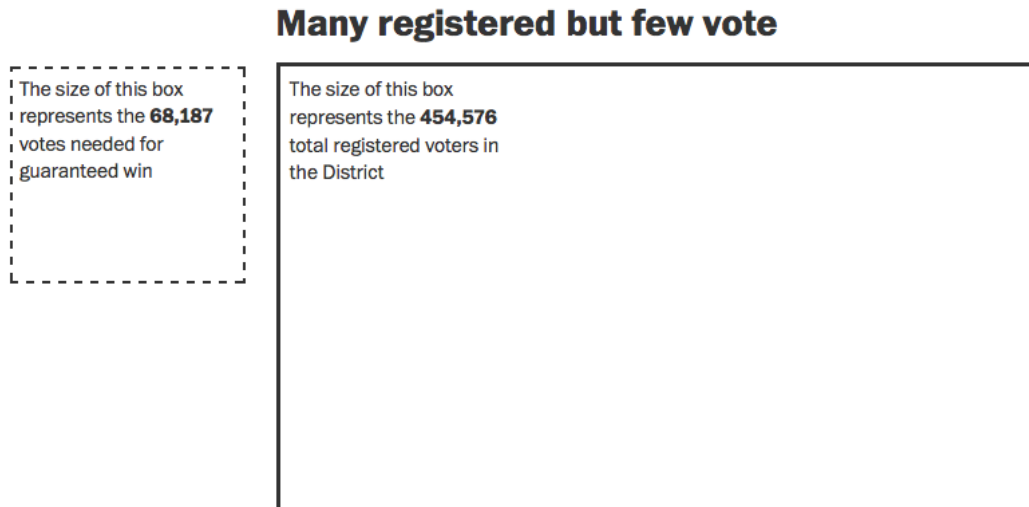 Many registered but few vote
The size of this box
represents the 68,187
votes needed for
guaranteed win
The size of this box
represents the 454,576
total registered voters in
the District